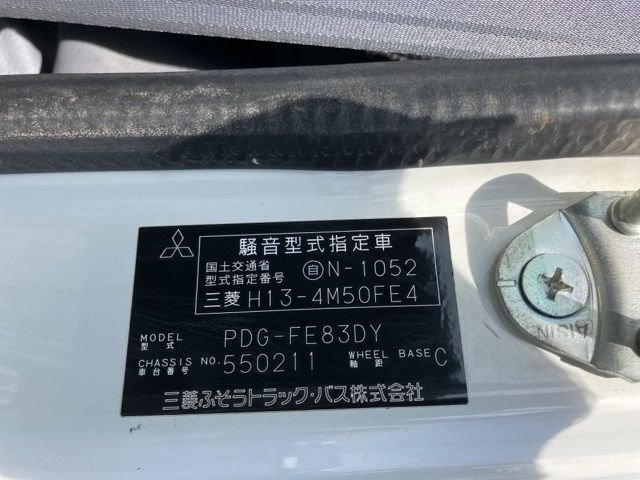 騒音型式指定車
国土交通省
型式指定番号 自N-1052
三菱 H13-4M50FE4
MODEL
型式 PDG-FE83DY
CHASSIS NO.
車台番号 550211 WHEEL BASE
軸距 C
三菱ふそうトラック・バス株式会社
AISIN